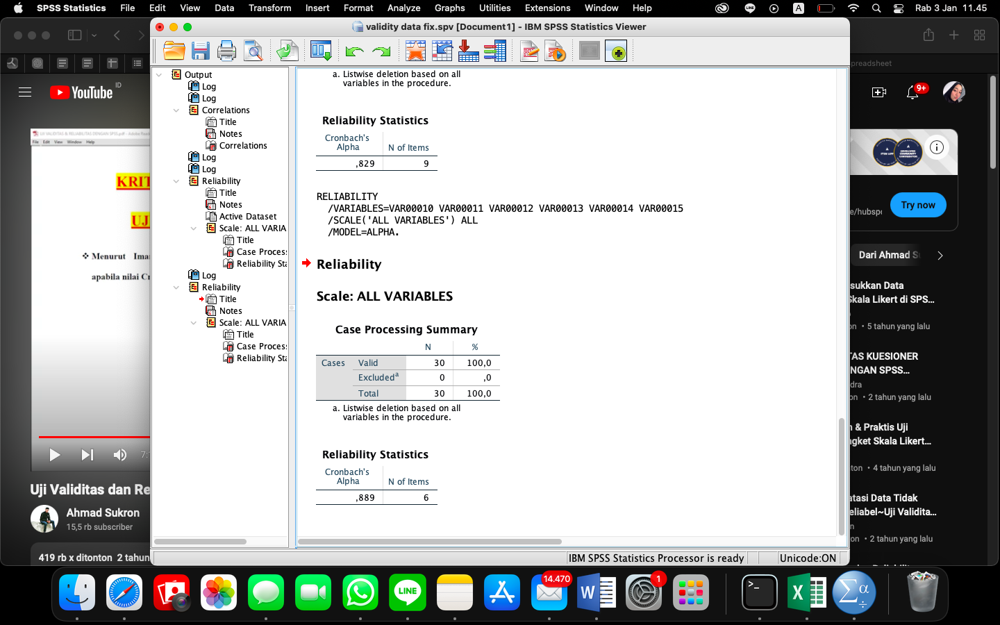 SPSS Statistics File Edit View Data Transform Insert Format Analyze Graphs Utilities Extensions Window Help
LINE A Rab 3 Jan 11.45
validity data fix.spv [Document1] - IBM SPSS Statistics Viewer
preadsheet
YouTube ID
9+
File Edit View Window Help
KRIT
UJ
❖ Menurut Ima
apabila nilai Cr
Output
Log
Log
Correlations
Title
Notes
Correlations
Log
Log
Reliability
Title
Notes
Active Dataset
Scale: ALL VARIA
Title
Case Proces
Reliability Sta
Log
Reliability
Title
Notes
Scale: ALL VARIA
Title
Case Proces
Reliability Sta
a. Listwise deletion based on all
variables in the procedure.
Reliability Statistics
Cronbach's
Alpha N of Items
,829 9
RELIABILITY
/VARIABLES=VAR00010 VAR00011 VAR00012 VAR00013 VAR00014 VAR00015
/SCALE('ALL VARIABLES') ALL
/MODEL=ALPHA.
Reliability
Scale: ALL VARIABLES
Case Processing Summary
N %
Cases Valid 30 100,0
Excluded a 0 ,0
Total 30 100,0
a. Listwise deletion based on all
variables in the procedure.
Reliability Statistics
Cronbach's
Alpha N of Items
,889 6
IBM SPSS Statistics Processor is ready Unicode:ON
e/hubspo
Try now
Dari Ahmad S
sukkan Data
Skala Likert di SPS...
on • 5 tahun yang lalu
TAS KUESIONER
NGAN SPSS...
dra
on • 2 tahun yang lalu
n & Praktis Uji
ngket Skala Likert...
ton • 4 tahun yang lalu
atasi Data Tidak
eliabel~Uji Validita...
n
on • 2 tahun yang lalu
Uji Validitas dan Re
Ahmad Sukron
15,5 rb subscriber
419 rb x ditonton 2 tahun
LINE
14.470
W
1
>_
X
Σα